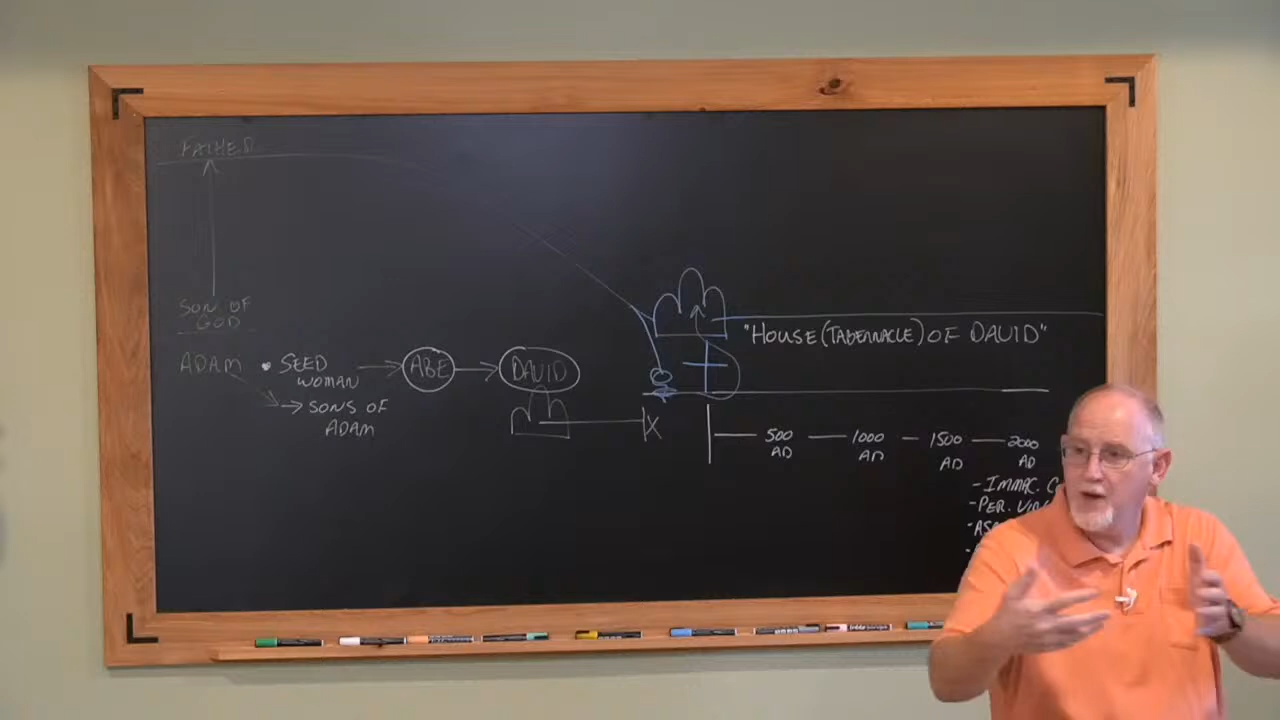 FATHER
SON OF
GOD
ADAM • SEED
WOMAN
SONS OF
ADAM
ABE
DAVID
"HOUSE (TABERNACLE) OF DAVID"
500
AD
1000
AD
1500
AD
2000
AD
- IMMAC.
- PER.